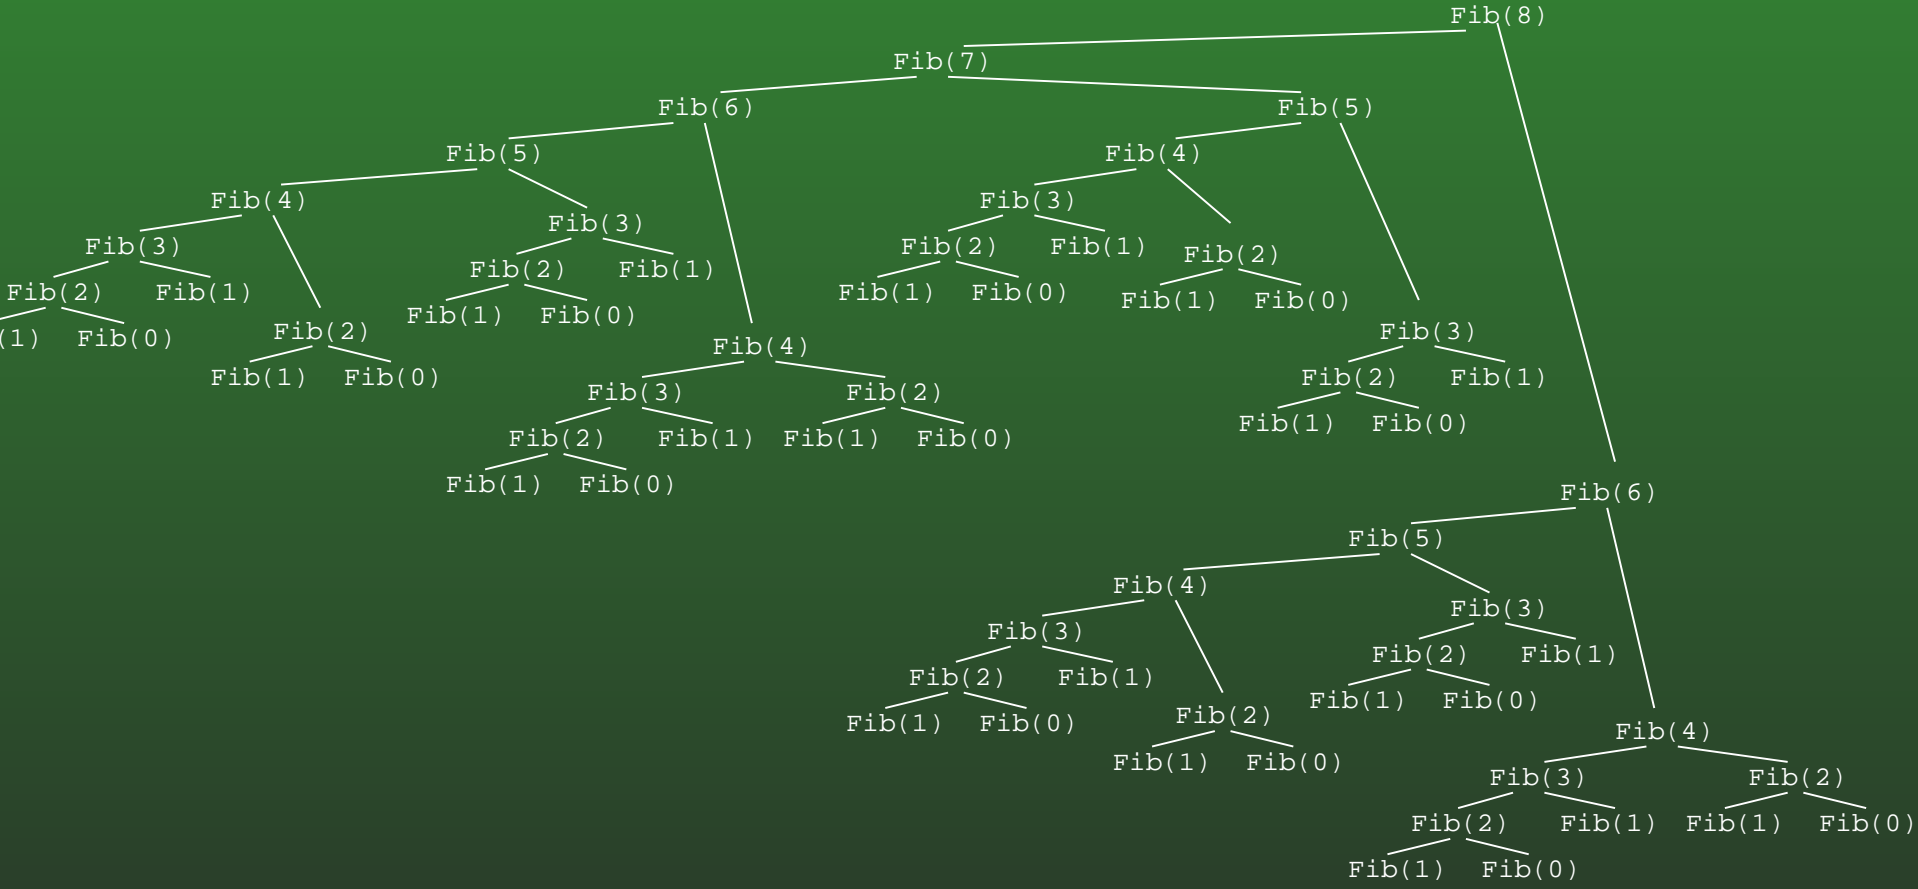 Fib(8)
Fib(7)
Fib(6) Fib(5)
Fib(5) Fib(4)
Fib(4) Fib(3)
Fib(3)
Fib(3) Fib(2) Fib(1)
Fib(2)
Fib(2) Fib(1)
Fib(2) Fib(1) Fib(1) Fib(0)
Fib(1) Fib(0)
Fib(1) Fib(0)
Fib(2) Fib(3)
(1) Fib(0)
Fib(4)
Fib(1) Fib(0) Fib(2) Fib(1)
Fib(3) Fib(2)
Fib(1) Fib(0)
Fib(2) Fib(1) Fib(1) Fib(0)
Fib(1) Fib(0)
Fib(6)
Fib(5)
Fib(4)
Fib(3)
Fib(3)
Fib(2) Fib(1)
Fib(2) Fib(1)
Fib(1) Fib(0)
Fib(2)
Fib(1) Fib(0)
Fib(4)
Fib(1) Fib(0)
Fib(3) Fib(2)
Fib(2) Fib(1) Fib(1) Fib(0)
Fib(1) Fib(0)